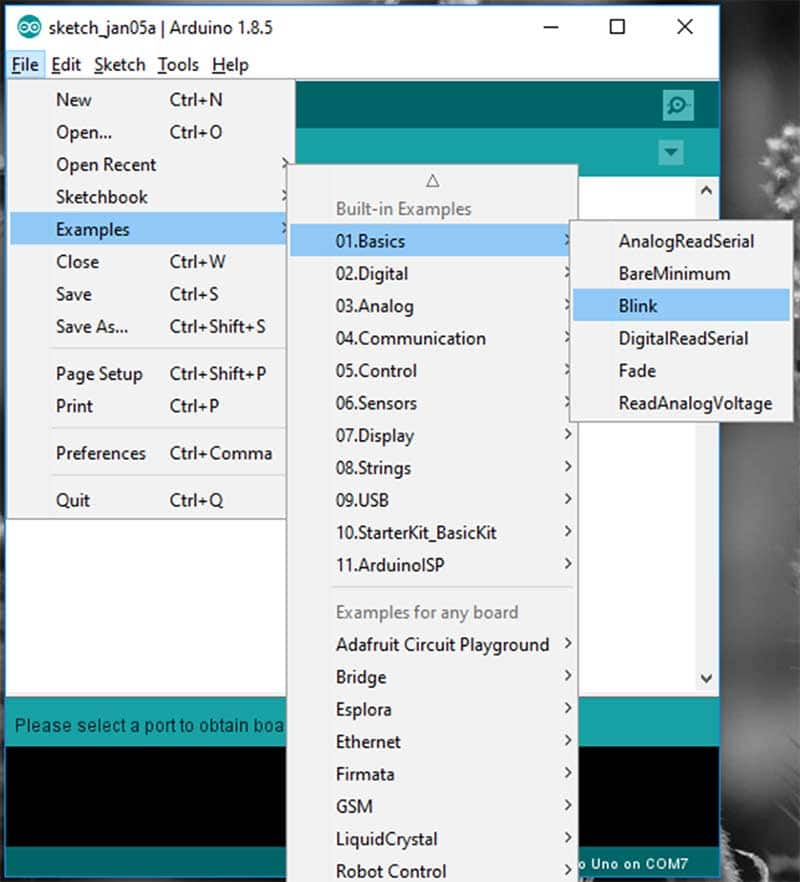 sketch_jan05a | Arduino 1.8.5
File Edit Sketch Tools Help
New Ctrl+N
Open... Ctrl+O
Open Recent
Sketchbook
Examples
Close Ctrl+W
Save Ctrl+S
Save As... Ctrl+Shift+S
Page Setup Ctrl+Shift+P
Print Ctrl+P
Preferences Ctrl+Comma
Quit Ctrl+Q
Built-in Examples
01.Basics
02.Digital
03.Analog
04.Communication
05.Control
06.Sensors
07.Display
08.Strings
09.USB
10.StarterKit_BasicKit
11.ArduinoISP
Examples for any board
Adafruit Circuit Playground
Bridge
Esplora
Ethernet
Firmata
GSM
LiquidCrystal
Robot Control
AnalogReadSerial
BareMinimum
Blink
DigitalReadSerial
Fade
ReadAnalogVoltage
Please select a port to obtain boa
o Uno on COM7